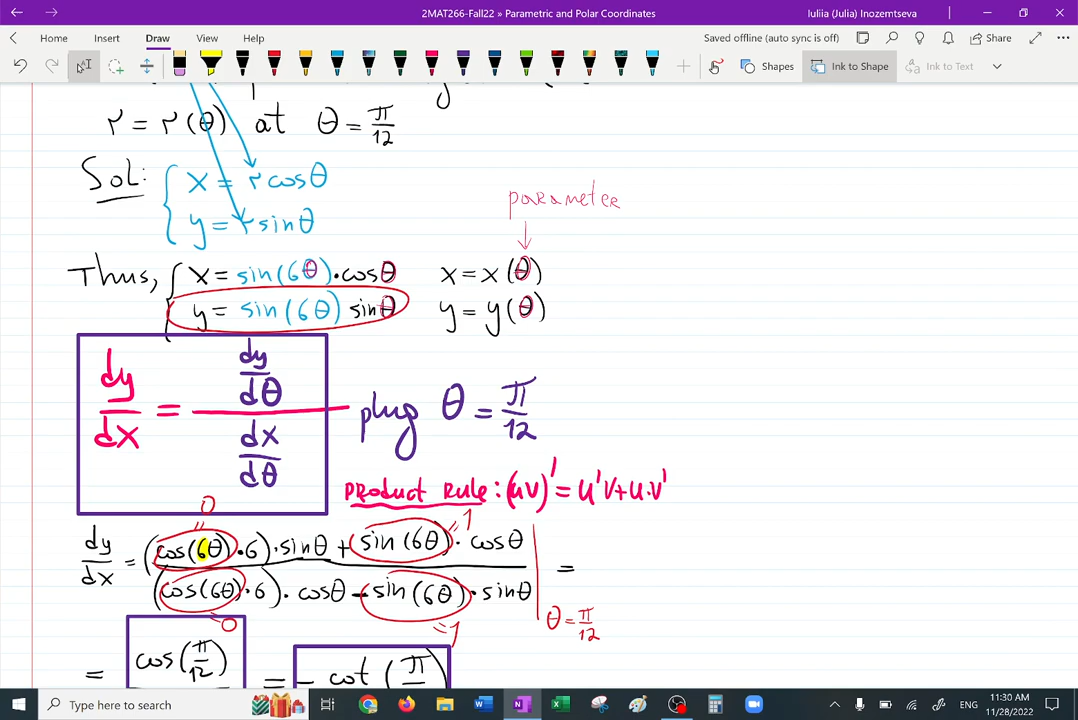 2MAT266-Fall22 » Parametric and Polar Coordinates
Iuliia (Julia) Inozemtseva
Home Insert Draw View Help
Saved offline (auto sync is off)
Share
Shapes
Ink to Shape
Ink to Text
r = r(θ) at θ = π/12
Sol:
x = r cosθ
y = r sinθ
parameter
Thus, x = sin(6θ)·cosθ x = x(θ)
y = sin(6θ) sinθ y = y(θ)
dy/dx = (dy/dθ)/(dx/dθ) plug θ = π/12
PRODUCT RULE: (uv)' = u'v+u·v'
0 = =1
dy/dx = (cos(6θ)·6)·sinθ + sin(6θ)·cosθ =
(cos(6θ)·6)·cosθ - sin(6θ)·sinθ
=0 =1 θ = π/12
= cos(π/12) = - cot(π
Type here to search
ENG
11:30 AM
11/28/2022